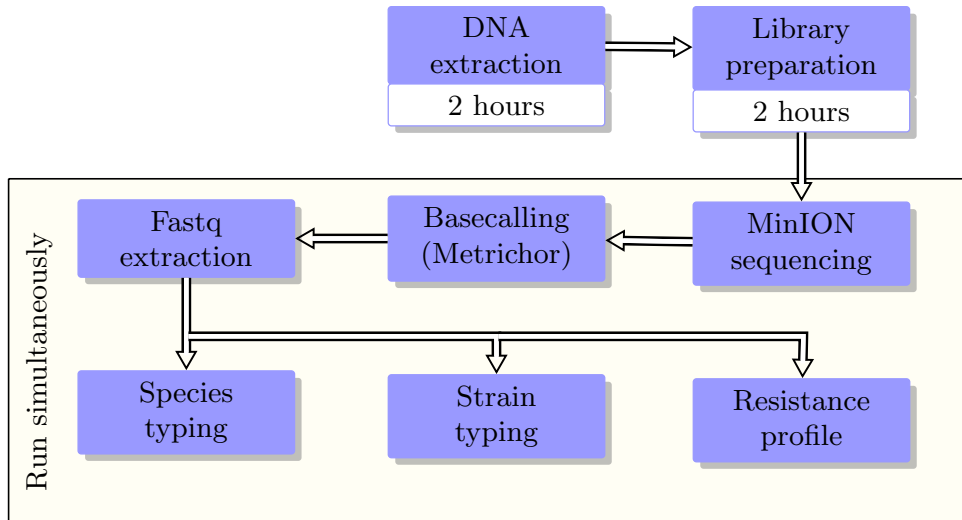 DNA
extraction
2 hours
Library
preparation
2 hours
Run simultaneously
Fastq
extraction
Basecalling
(Metrichor)
MinION
sequencing
Species
typing
Strain
typing
Resistance
profile